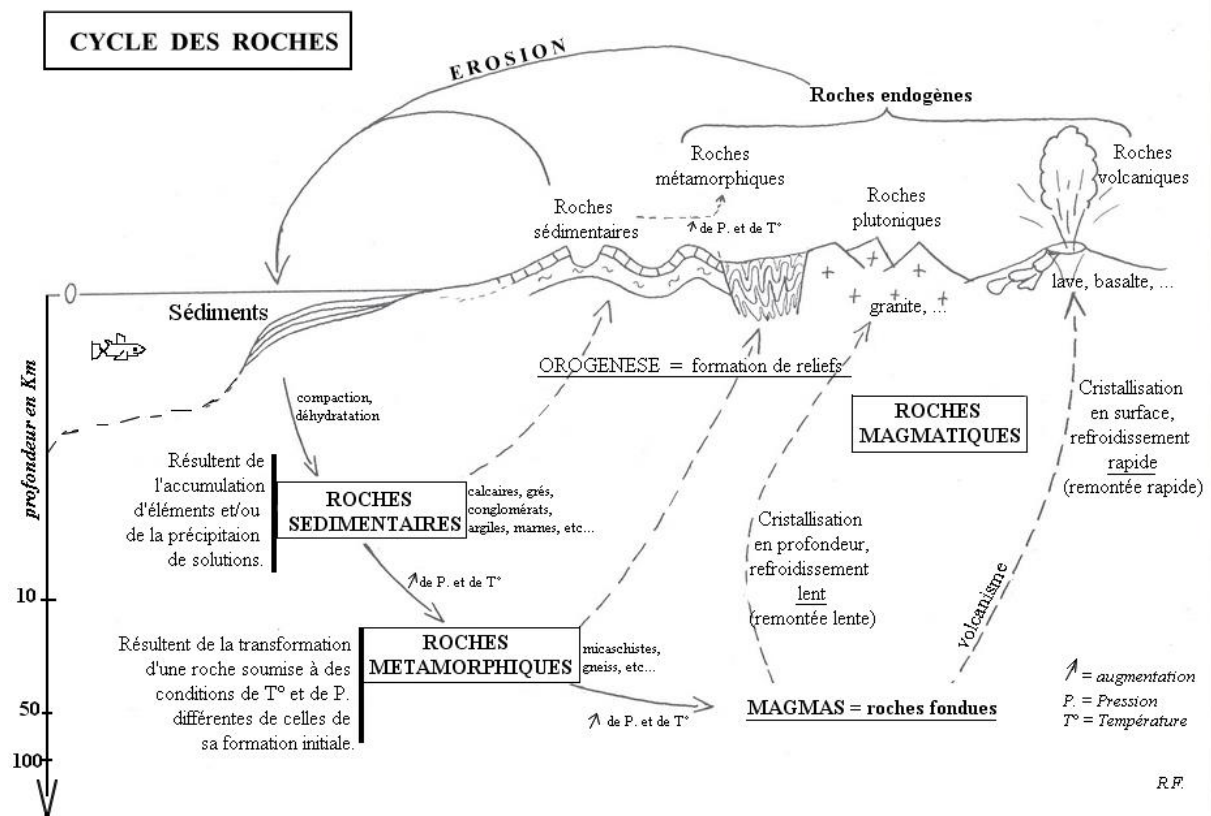 CYCLE DES ROCHES
EROSION
Roches endogènes
Roches
métamorphiques
Roches
volcaniques
Roches
plutoniques
Roches
sédimentaires
de P. et de T°
0
Sédiments
granite, ...
lave, basalte, ...
OROGENESE = formation de reliefs
profondeur en Km
compaction,
déhydratation
ROCHES
MAGMATIQUES
Cristallisation
en surface,
refroidissement
rapide
(remontée rapide)
Résultent de
l'accumulation
d'éléments et/ou
de la précipitaion
de solutions.
ROCHES
SEDIMENTAIRES
calcaires, grés,
conglomérats,
argiles, marnes, etc...
Cristallisation
en profondeur,
refroidissement
lent
(remontée lente)
de P. et de T°
10
volcanisme
Résultent de la transformation
d'une roche soumise à des
conditions de T° et de P.
différentes de celles de
sa formation initiale.
ROCHES
METAMORPHIQUES
micaschistes,
gneiss, etc...
50
100
de P. et de T°
MAGMAS = roches fondues
= augmentation
P. = Pression
T° = Température
R.F.